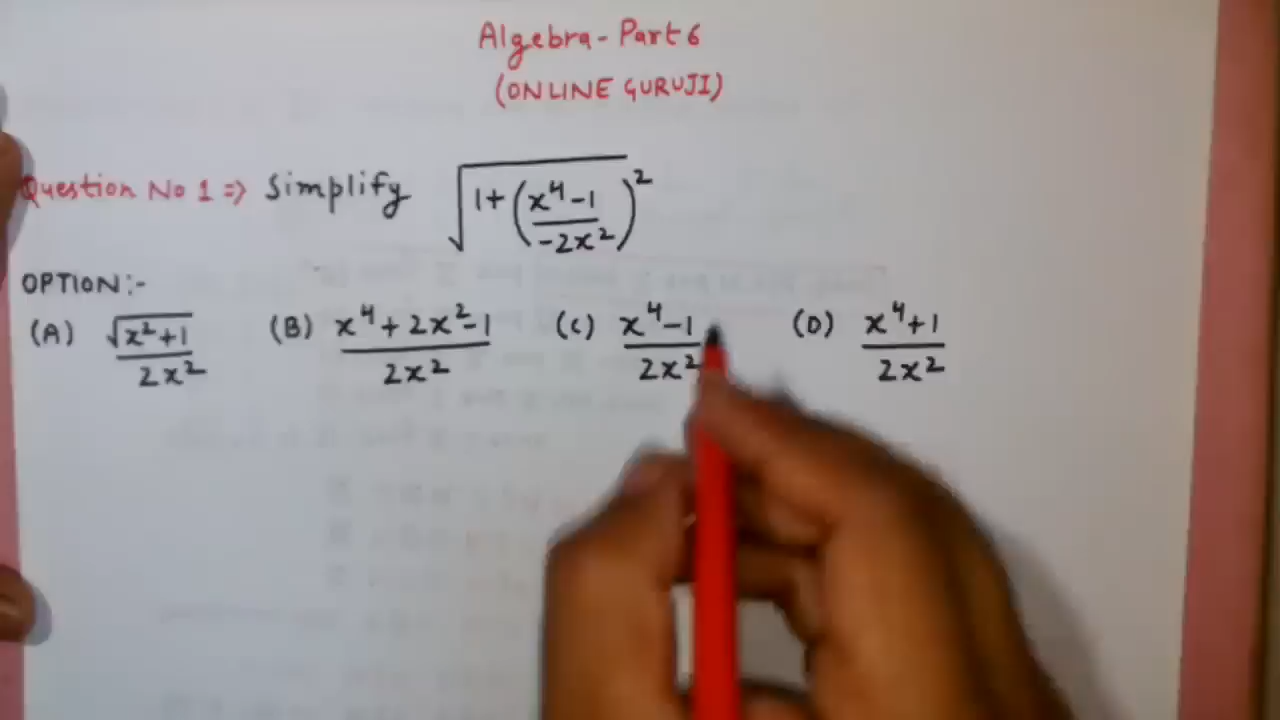 Algebra - Part 6
(ONLINE GURUJI)
Question No 1 => Simplify √(1+((x⁴-1)/(-2x²))²)
OPTION:-
(A) √(x²+1)/2x² (B) (x⁴+2x²-1)/2x² (C) (x⁴-1)/2x² (D) (x⁴+1)/2x²